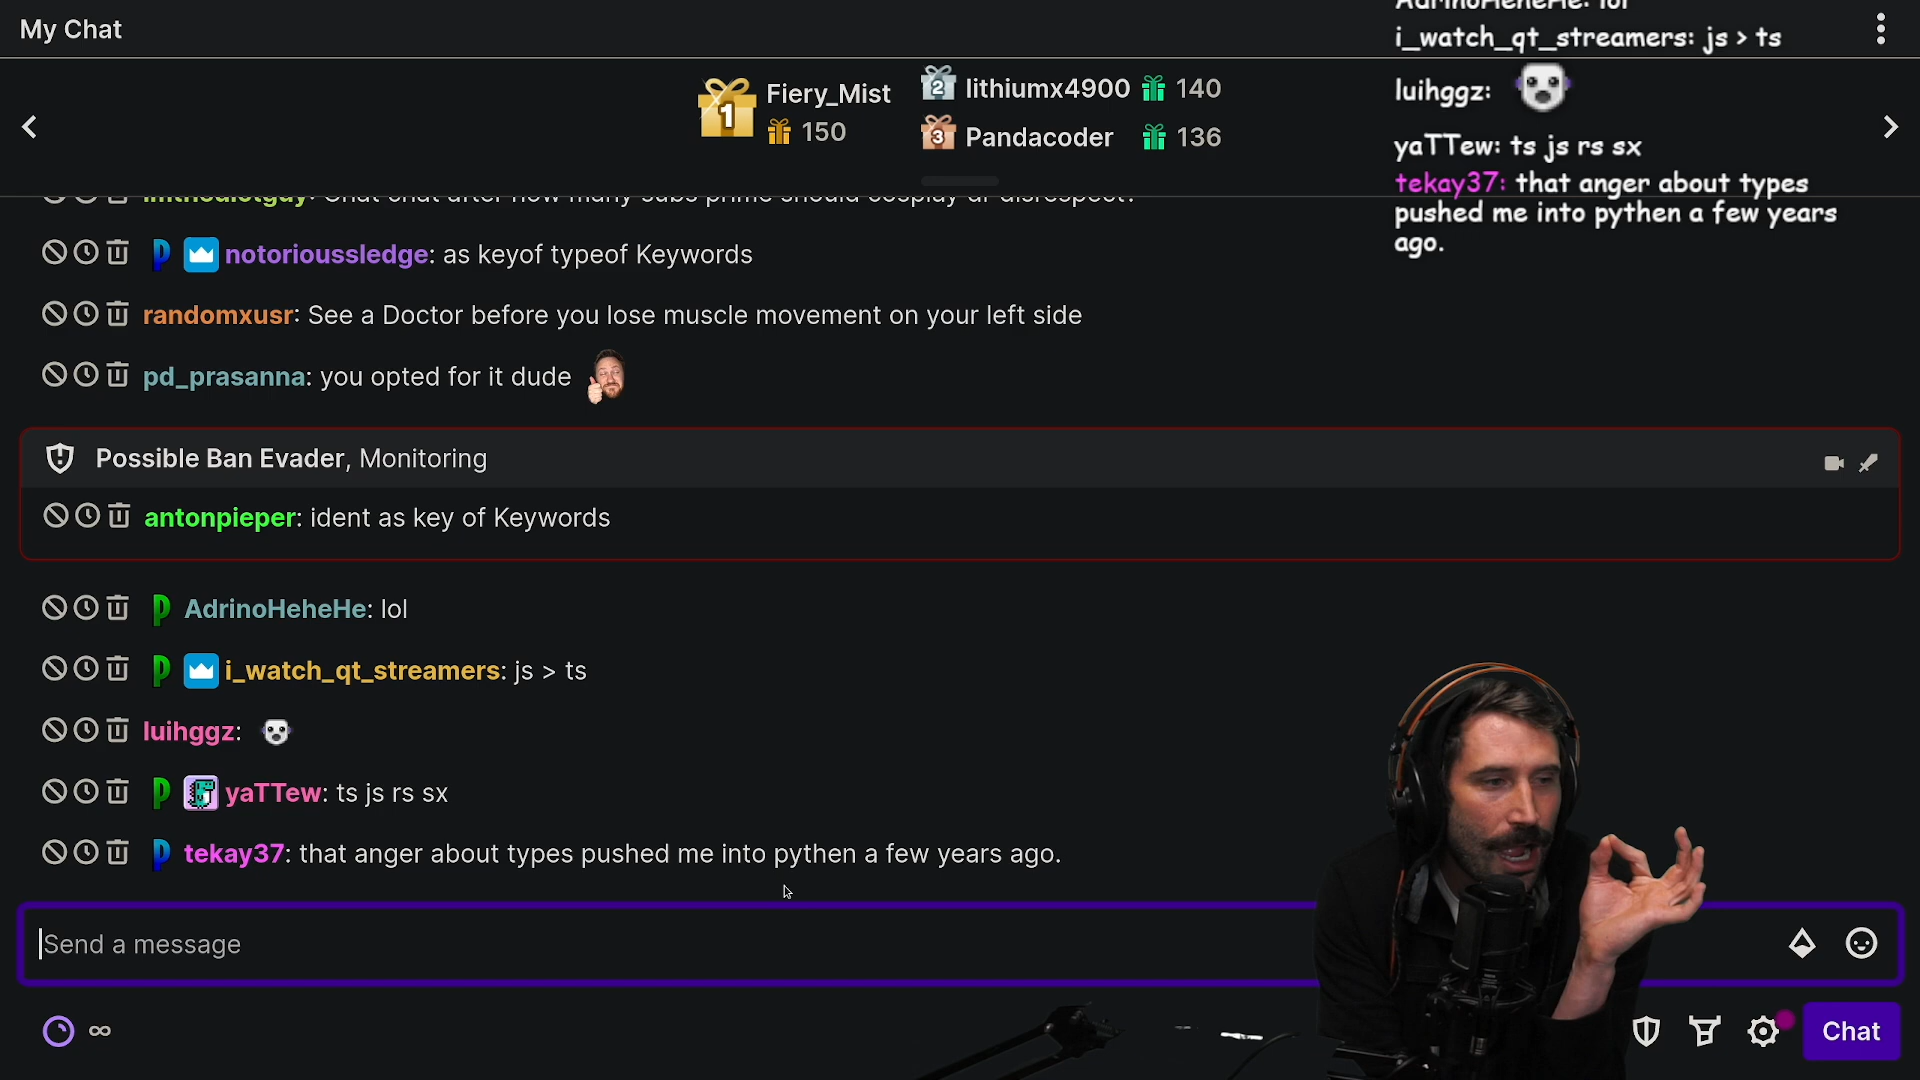 My Chat
AdrinoHeheHe: lol
i_watch_qt_streamers: js > ts
luihggz:
yaTTew: ts js rs sx
tekay37: that anger about types
pushed me into pythen a few years
ago.
1
Fiery_Mist
150
2
lithiumx4900 140
3
Pandacoder 136
notorioussledge: as keyof typeof Keywords
randomxusr: See a Doctor before you lose muscle movement on your left side
pd_prasanna: you opted for it dude
Possible Ban Evader, Monitoring
antonpieper: ident as key of Keywords
AdrinoHeheHe: lol
i_watch_qt_streamers: js > ts
luihggz:
yaTTew: ts js rs sx
tekay37: that anger about types pushed me into pythen a few years ago.
Send a message
Chat